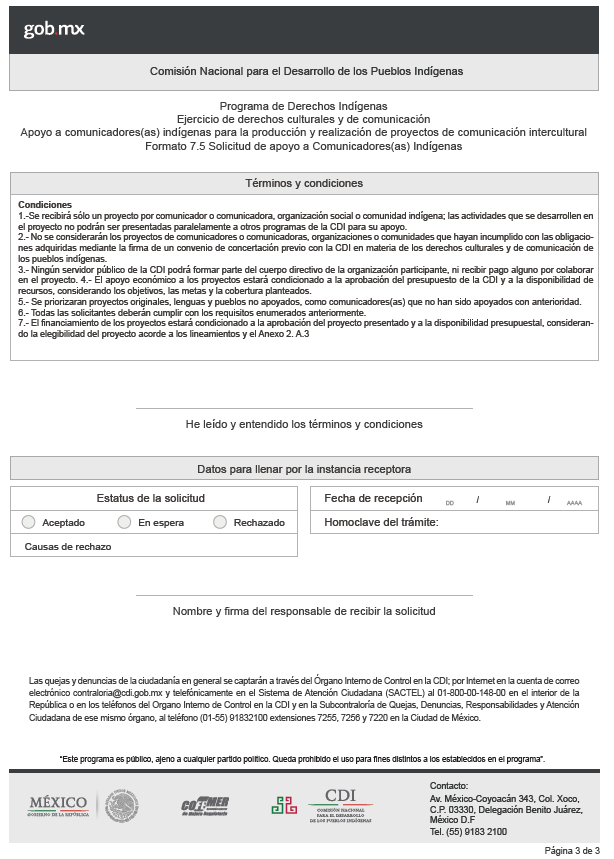 gob.mx
Comisión Nacional para el Desarrollo de los Pueblos Indígenas
Programa de Derechos Indígenas
Ejercicio de derechos culturales y de comunicación
Apoyo a comunicadores(as) indígenas para la producción y realización de proyectos de comunicación intercultural
Formato 7.5 Solicitud de apoyo a Comunicadores(as) Indígenas
Términos y condiciones
Condiciones
1.-Se recibirá sólo un proyecto por comunicador o comunicadora, organización social o comunidad indígena; las actividades que se desarrollen en
el proyecto no podrán ser presentadas paralelamente a otros programas de la CDI para su apoyo.
2.- No se considerarán los proyectos de comunicadores o comunicadoras, organizaciones o comunidades que hayan incumplido con las obligacio-
nes adquiridas mediante la firma de un convenio de concertación previo con la CDI en materia de los derechos culturales y de comunicación de
los pueblos indígenas.
3.- Ningún servidor público de la CDI podrá formar parte del cuerpo directivo de la organización participante, ni recibir pago alguno por colaborar
en el proyecto. 4.- El apoyo económico a los proyectos estará condicionado a la aprobación del presupuesto de la CDI y a la disponibilidad de
recursos, considerando los objetivos, las metas y la cobertura planteados.
5.- Se priorizaran proyectos originales, lenguas y pueblos no apoyados, como comunicadores(as) que no han sido apoyados con anterioridad.
6.- Todas las solicitantes deberán cumplir con los requisitos enumerados anteriormente.
7.- El financiamiento de los proyectos estará condicionado a la aprobación del proyecto presentado y a la disponibilidad presupuestal, consideran-
do la elegibilidad del proyecto acorde a los lineamientos y el Anexo 2. A.3
He leído y entendido los términos y condiciones
Datos para llenar por la instancia receptora
Estatus de la solicitud
Aceptado En espera Rechazado
Causas de rechazo
Fecha de recepción DD / MM / AAAA
Homoclave del trámite:
Nombre y firma del responsable de recibir la solicitud
Las quejas y denuncias de la ciudadanía en general se captarán a través del Órgano Interno de Control en la CDI; por Internet en la cuenta de correo
electrónico contraloria@cdi.gob.mx y telefónicamente en el Sistema de Atención Ciudadana (SACTEL) al 01-800-00-148-00 en el interior de la
República o en los teléfonos del Organo Interno de Control en la CDI y en la Subcontraloría de Quejas, Denuncias, Responsabilidades y Atención
Ciudadana de ese mismo órgano, al teléfono (01-55) 91832100 extensiones 7255, 7256 y 7220 en la Ciudad de México.
"Este programa es público, ajeno a cualquier partido político. Queda prohibido el uso para fines distintos a los establecidos en el programa".
MÉXICO
GOBIERNO DE LA REPÚBLICA
COFEMER
CDI
COMISIÓN NACIONAL
PARA EL DESARROLLO
DE LOS PUEBLOS INDÍGENAS
Contacto:
Av. México-Coyoacán 343, Col. Xoco,
C.P. 03330, Delegación Benito Juárez,
México D.F
Tel. (55) 9183 2100
Página 3 de 3